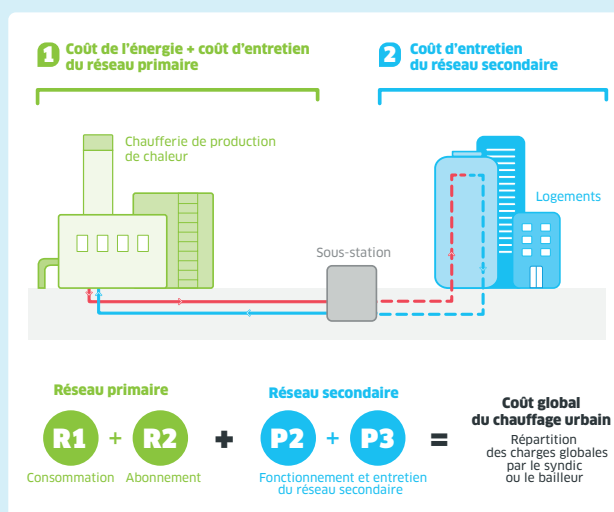 1 Coût de l'énergie + coût d'entretien
du réseau primaire
2 Coût d'entretien
du réseau secondaire
Chaufferie de production
de chaleur
Logements
Sous-station
Réseau primaire
R1 + R2
Consommation Abonnement
+
Réseau secondaire
P2 + P3
Fonctionnement et entretien
du réseau secondaire
=
Coût global
du chauffage urbain
Répartition
des charges globales
par le syndic
ou le bailleur